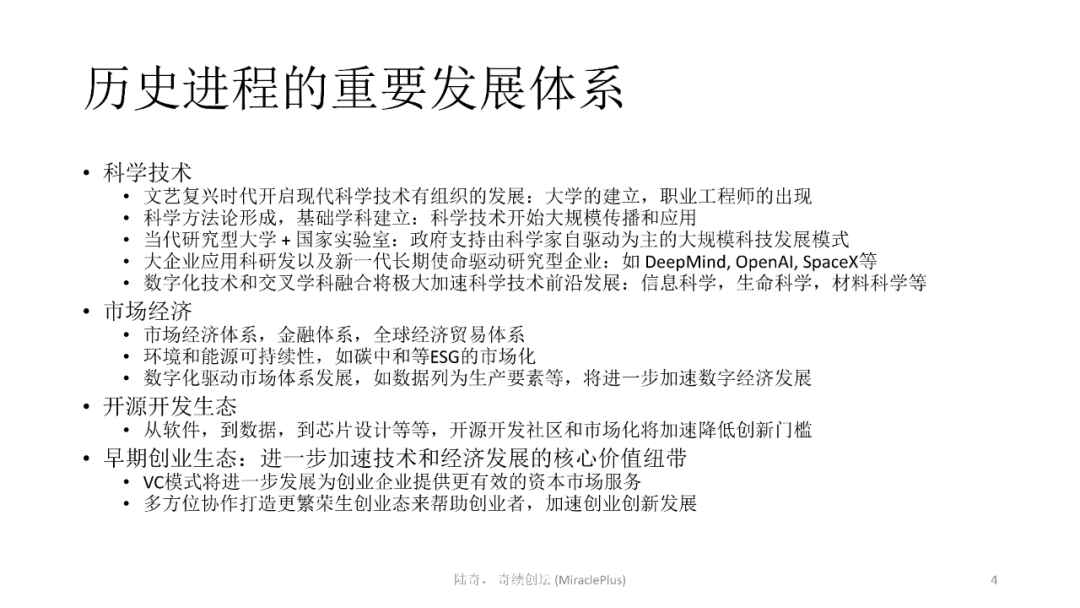 历史进程的重要发展体系
• 科学技术
• 文艺复兴时代开启现代科学技术有组织的发展：大学的建立，职业工程师的出现
• 科学方法论形成，基础学科建立：科学技术开始大规模传播和应用
• 当代研究型大学 + 国家实验室：政府支持由科学家自驱动为主的大规模科技发展模式
• 大企业应用科研发以及新一代长期使命驱动研究型企业：如 DeepMind, OpenAI, SpaceX等
• 数字化技术和交叉学科融合将极大加速科学技术前沿发展：信息科学，生命科学，材料科学等
• 市场经济
• 市场经济体系，金融体系，全球经济贸易体系
• 环境和能源可持续性，如碳中和等ESG的市场化
• 数字化驱动市场体系发展，如数据列为生产要素等，将进一步加速数字经济发展
• 开源开发生态
• 从软件，到数据，到芯片设计等等，开源开发社区和市场化将加速降低创新门槛
• 早期创业生态：进一步加速技术和经济发展的核心价值纽带
• VC模式将进一步发展为创业企业提供更有效的资本市场服务
• 多方位协作打造更繁荣生创业态来帮助创业者，加速创业创新发展
陆奇， 奇绩创坛 (MiraclePlus)
4